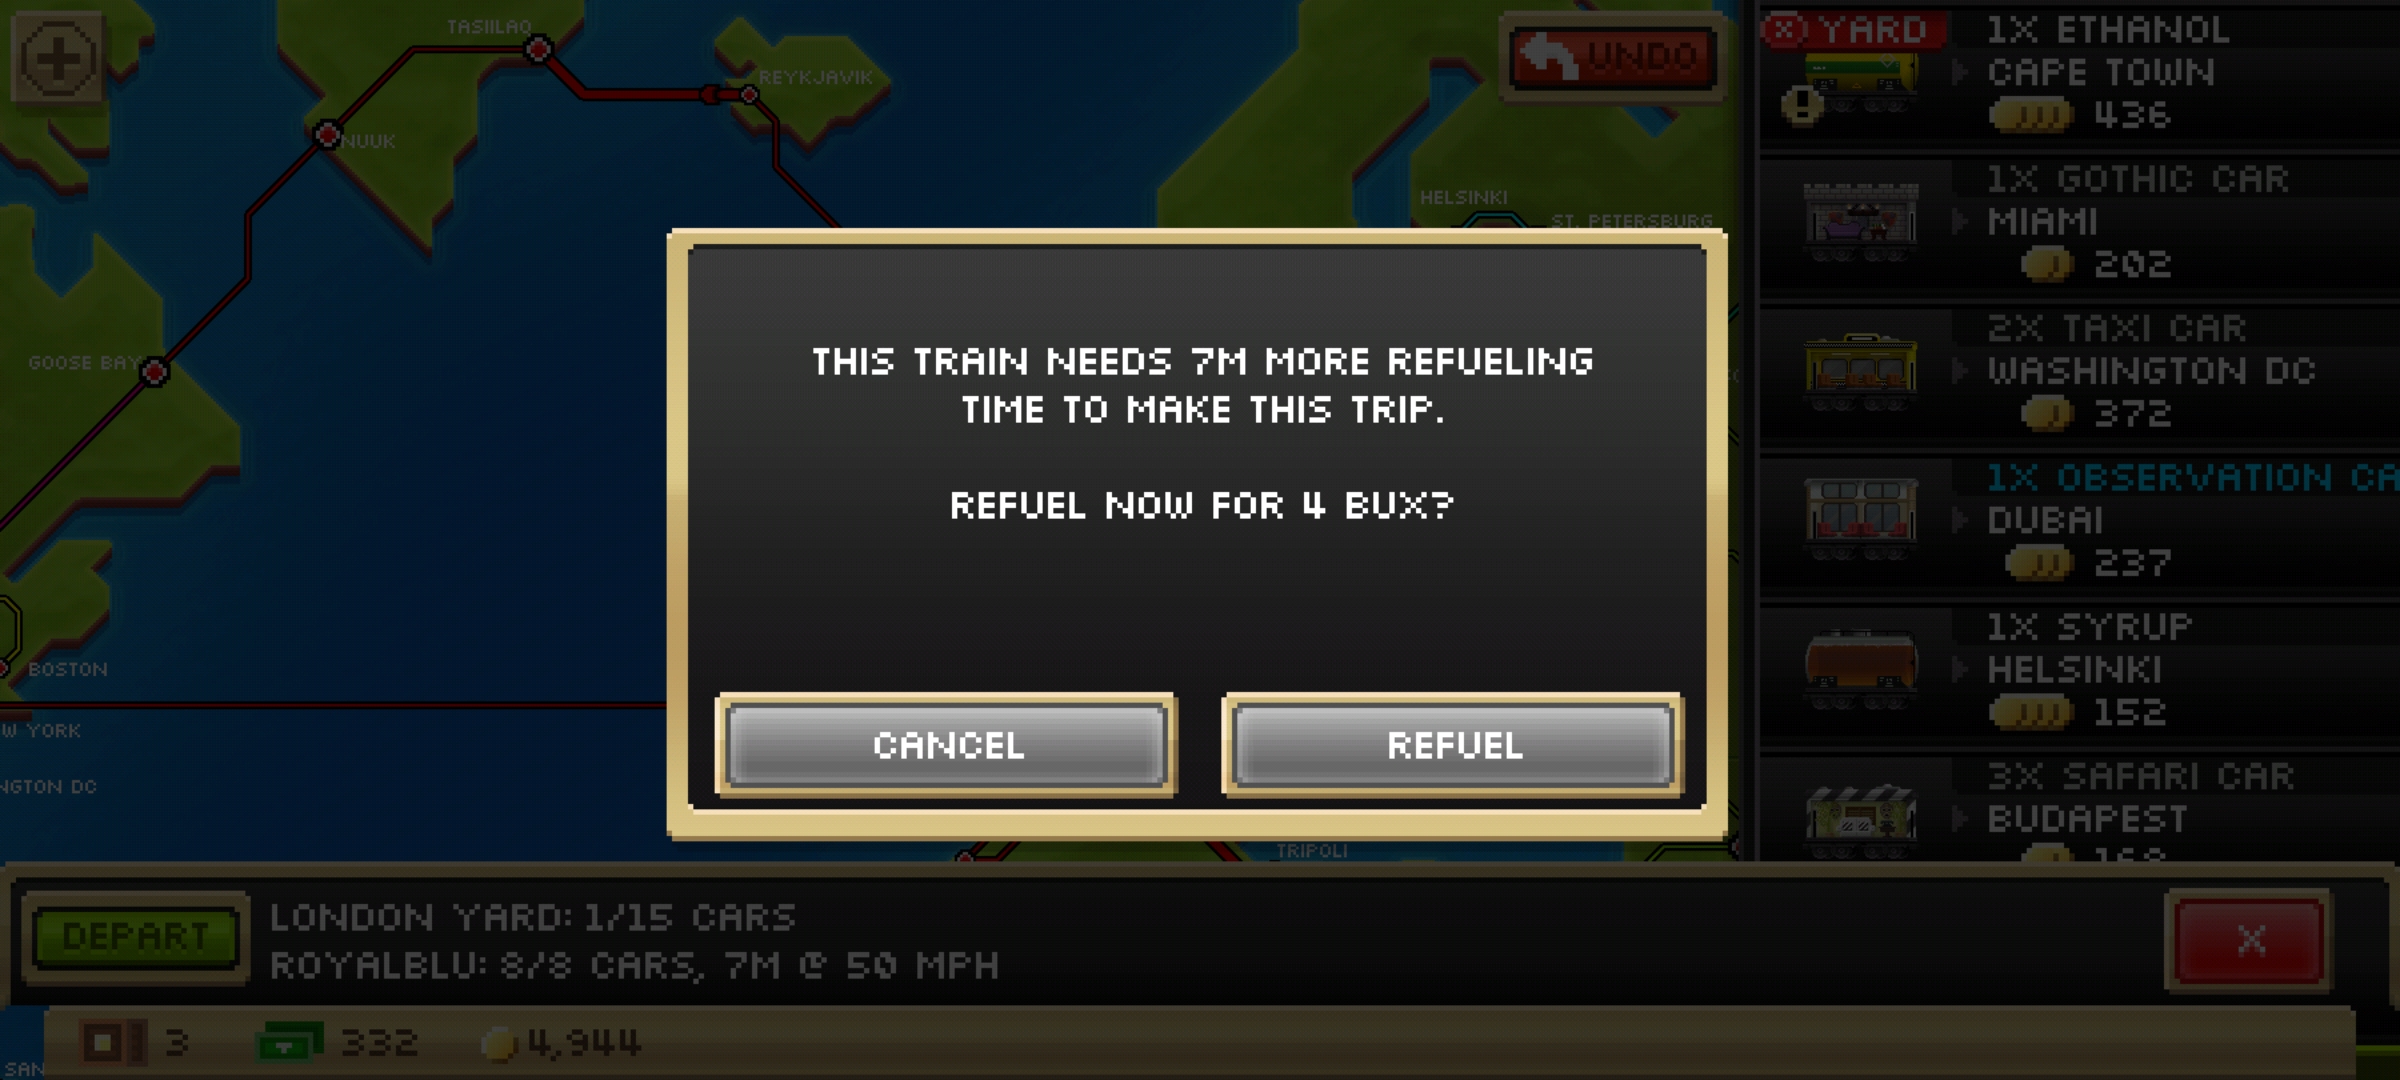 TASIILAQ
REYKJAVIK
NUUK
GOOSE BAY
BOSTON
W YORK
NGTON DC
HELSINKI
ST. PETERSBURG
TRIPOLI
SAN
UNDO
YARD
1X ETHANOL
CAPE TOWN
436
1X GOTHIC CAR
MIAMI
202
2X TAXI CAR
WASHINGTON DC
372
1X OBSERVATION CA
DUBAI
237
1X SYRUP
HELSINKI
152
3X SAFARI CAR
BUDAPEST
THIS TRAIN NEEDS 7M MORE REFUELING
TIME TO MAKE THIS TRIP.
REFUEL NOW FOR 4 BUX?
CANCEL
REFUEL
DEPART
LONDON YARD: 1/15 CARS
ROYALBLU: 8/8 CARS, 7M @ 50 MPH
X
3
332
4,944